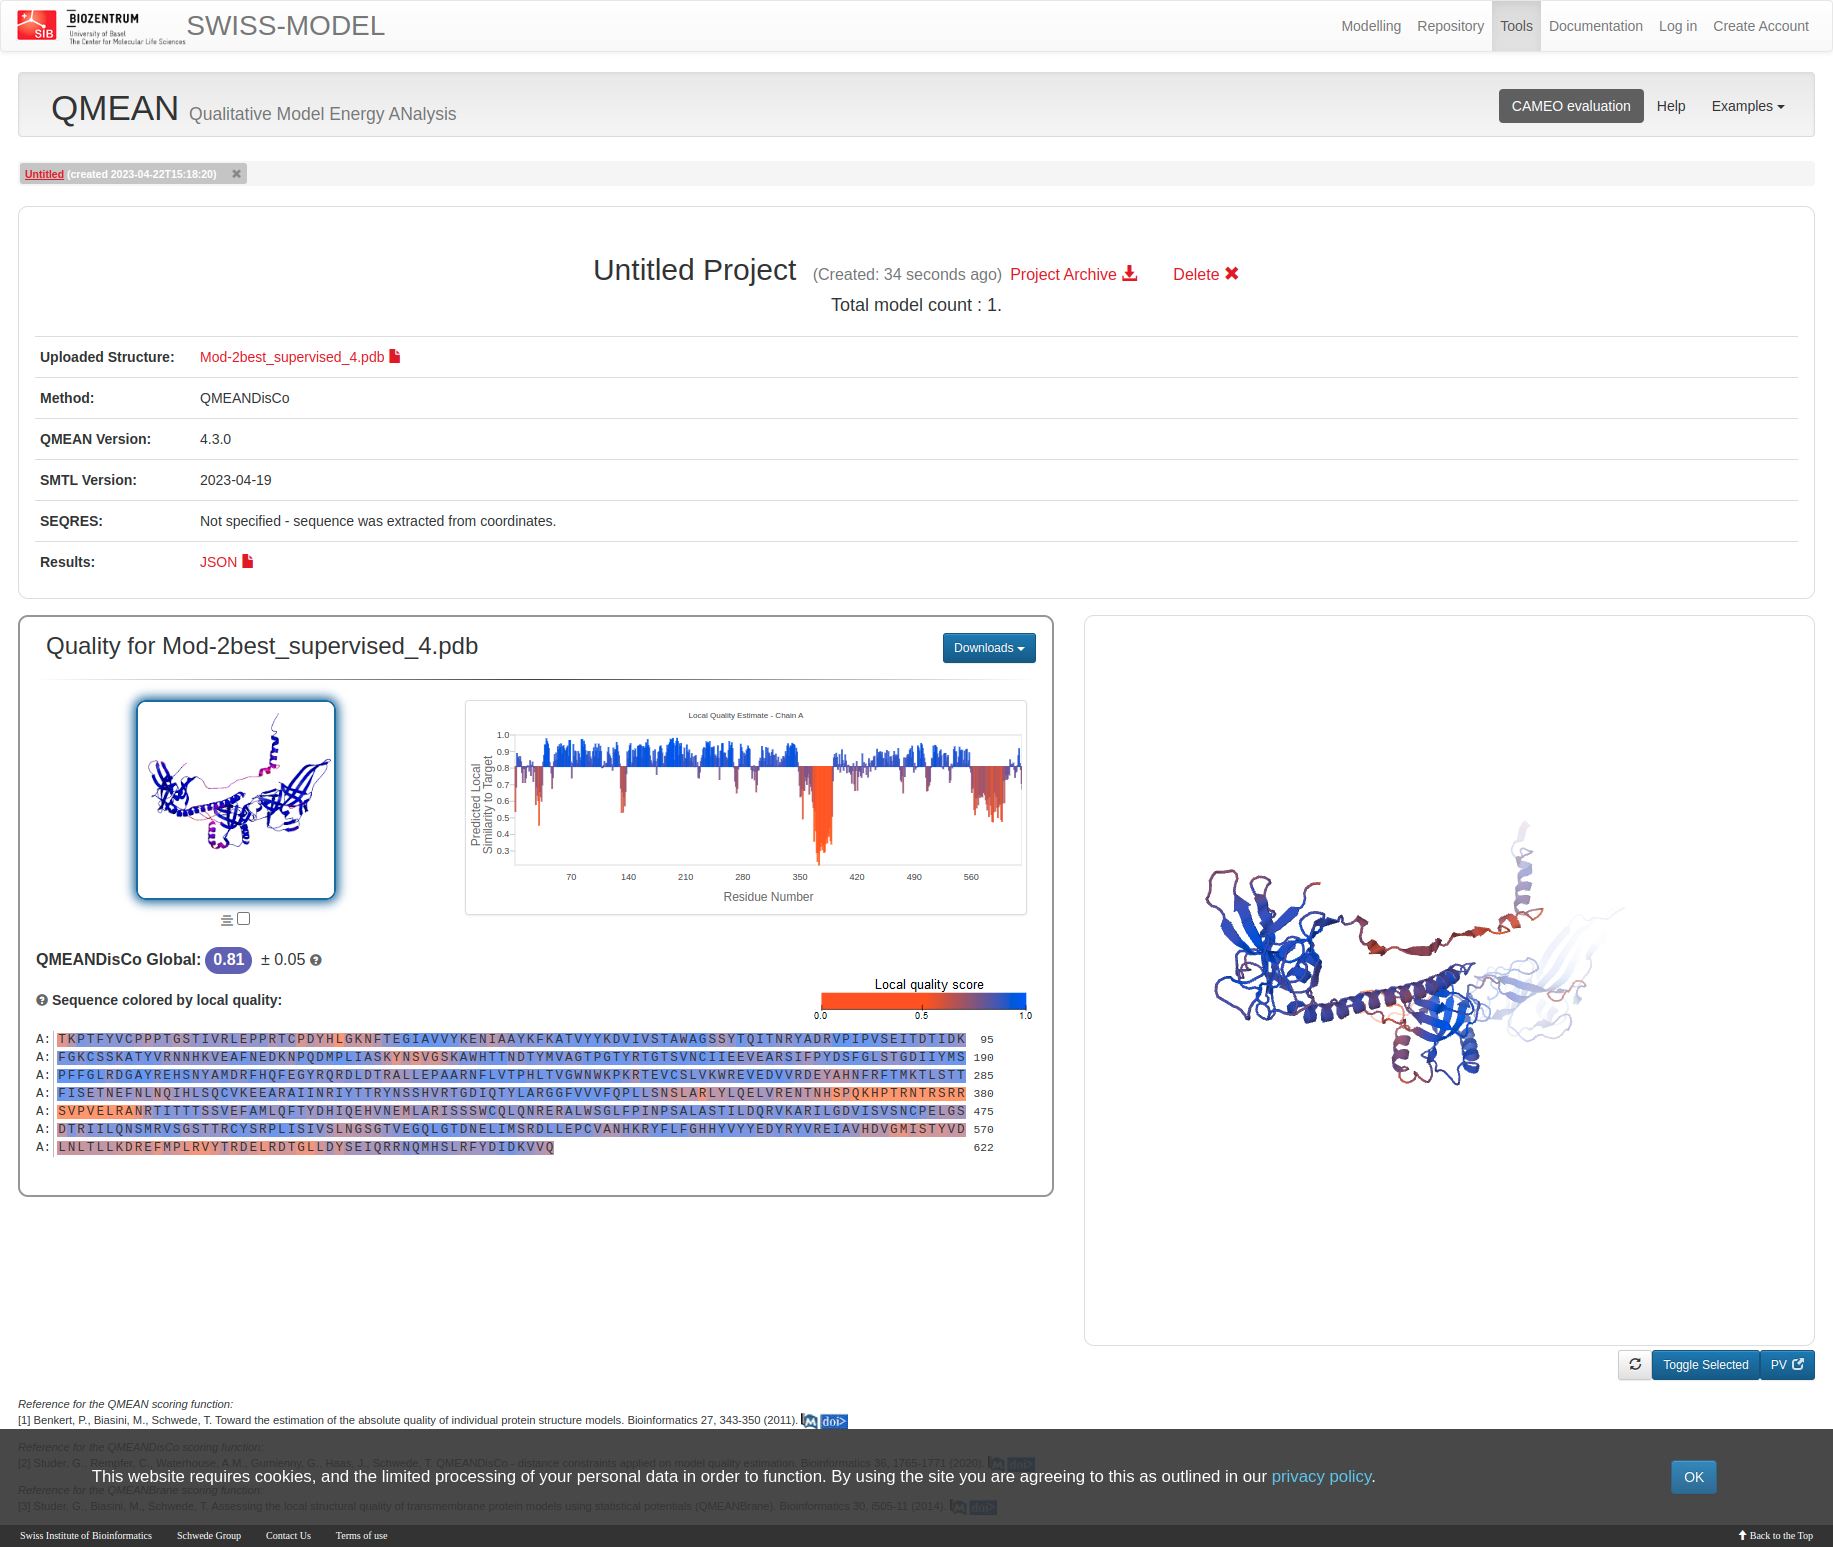 SIB
BIOZENTRUM
University of Basel
The Center for Molecular Life Sciences
SWISS-MODEL
Modelling Repository Tools Documentation Log in Create Account
QMEAN Qualitative Model Energy ANalysis
CAMEO evaluation Help Examples
Untitled (created 2023-04-22T15:18:20)
Untitled Project (Created: 34 seconds ago) Project Archive Delete
Total model count : 1.
Uploaded Structure: Mod-2best_supervised_4.pdb
Method: QMEANDisCo
QMEAN Version: 4.3.0
SMTL Version: 2023-04-19
SEQRES: Not specified - sequence was extracted from coordinates.
Results: JSON
Quality for Mod-2best_supervised_4.pdb
Downloads
Local Quality Estimate - Chain A
Predicted Local
Similarity to Target
1.0
0.9
0.8
0.7
0.6
0.5
0.4
0.3
70 140 210 280 350 420 490 560
Residue Number
QMEANDisCo Global: 0.81 ± 0.05
Sequence colored by local quality:
Local quality score
0.0 0.5 1.0
A: TKPTFYVCPPPTGSTIVRLEPPRTCPDYHLGKNFTEGIAVVYKENIAAYKFKATVYYKDVIVSTAWAGSSYTQITNRYADRVPIPVSEITDTIDK 95
A: FGKCSSKATYVRNNHKVEAFNEDKNPQDMPLIASKYNSVGSKAWHTTNDTYMVAGTPGTYRTGTSVNCIIEEVEARSIFPYDSFGLSTGDIIYMS 190
A: PFFGLRDGAYREHSNYAMDRFHQFEGYRQRDLDTRALLEPAARNFLVTPHLTVGWNWKPKRTEVCSLVKWREVEDVVRDEYAHNFRFTMKTLSTT 285
A: FISETNEFNLNQIHLSQCVKEEARAIINRIYTTRYNSSHVRTGDIQTYLARGGFVVVFQPLLSNSLARLYLQELVRENTNHSPQKHPTRNTRSRR 380
A: SVPVELRANRTITTTSSVEFAMLQFTYDHIQEHVNEMLARISSSWCQLQNRERALWSGLFPINPSALASTILDQRVKARILGDVISVSNCPELGS 475
A: DTRIILQNSMRVSGSTTRCYSRPLISIVSLNGSGTVEGQLGTDNELIMSRDLLEPCVANHKRYFLFGHHYVYYEDYRYVREIAVHDVGMISTYVD 570
A: LNLTLLKDREFMPLRVYTRDELRDTGLLDYSEIQRRNQMHSLRFYDIDKVVQ 622
Toggle Selected PV
Reference for the QMEAN scoring function:
[1] Benkert, P., Biasini, M., Schwede, T. Toward the estimation of the absolute quality of individual protein structure models. Bioinformatics 27, 343-350 (2011). M doi>
Reference for the QMEANDisCo scoring function:
[2] Studer, G., Rempfer, C., Waterhouse, A.M., Gumienny, G., Haas, J., Schwede, T. QMEANDisCo - distance constraints applied on model quality estimation. Bioinformatics 36, 1765-1771 (2020). M doi>
This website requires cookies, and the limited processing of your personal data in order to function. By using the site you are agreeing to this as outlined in our privacy policy. OK
Reference for the QMEANBrane scoring function:
[3] Studer, G., Biasini, M., Schwede, T. Assessing the local structural quality of transmembrane protein models using statistical potentials (QMEANBrane). Bioinformatics 30, i505-11 (2014). M doi>
Swiss Institute of Bioinformatics Schwede Group Contact Us Terms of use Back to the Top